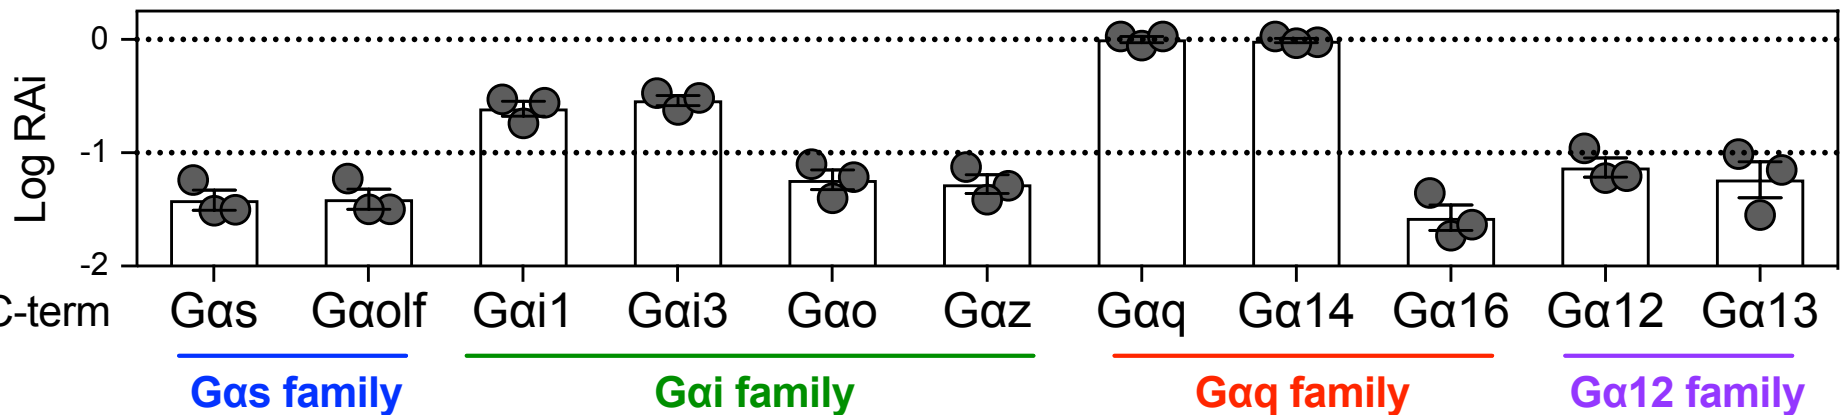 Log RAi
0
-1
-2
C-term Gαs Gαolf Gαi1 Gαi3 Gαo Gαz Gαq Gα14 Gα16 Gα12 Gα13
Gαs family Gαi family Gαq family Gα12 family